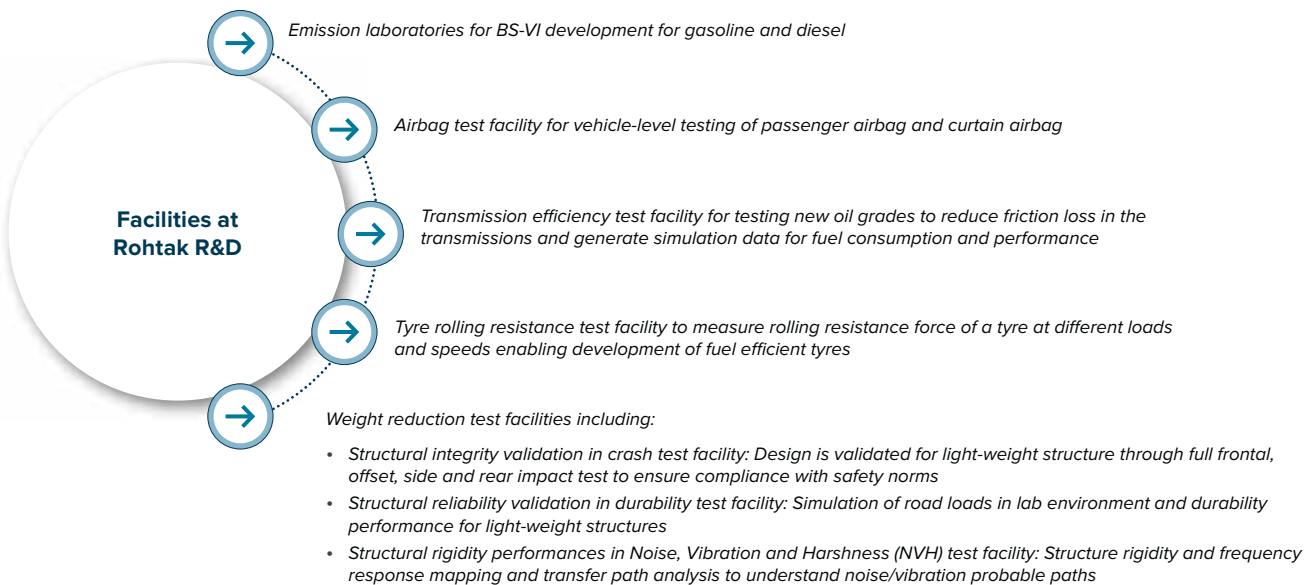 Emission laboratories for BS-VI development for gasoline and diesel
Airbag test facility for vehicle-level testing of passenger airbag and curtain airbag
Facilities at
Rohtak R&D
Transmission efficiency test facility for testing new oil grades to reduce friction loss in the
transmissions and generate simulation data for fuel consumption and performance
Tyre rolling resistance test facility to measure rolling resistance force of a tyre at different loads
and speeds enabling development of fuel efficient tyres
Weight reduction test facilities including:
• Structural integrity validation in crash test facility: Design is validated for light-weight structure through full frontal,
offset, side and rear impact test to ensure compliance with safety norms
• Structural reliability validation in durability test facility: Simulation of road loads in lab environment and durability
performance for light-weight structures
• Structural rigidity performances in Noise, Vibration and Harshness (NVH) test facility: Structure rigidity and frequency
response mapping and transfer path analysis to understand noise/vibration probable paths